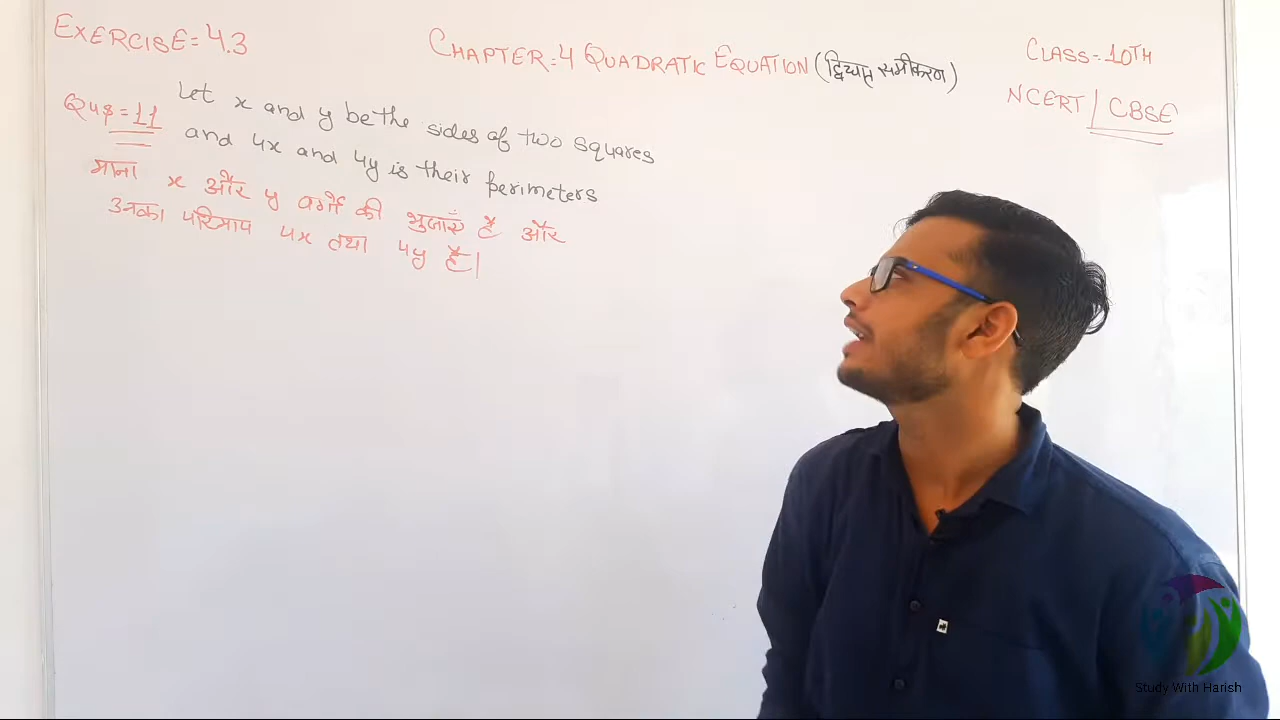 EXERCISE=4.3
CHAPTER:4 QUADRATIC EQUATION (द्विघात समीकरण)
CLASS=10TH
NCERT / CBSE
Qus=11 Let x and y be the sides of two squares
and 4x and 4y is their perimeters
माना x और y वर्गो की भुजाएँ है और
उनका परिमाप 4x तथा 4y है।
Study With Harish